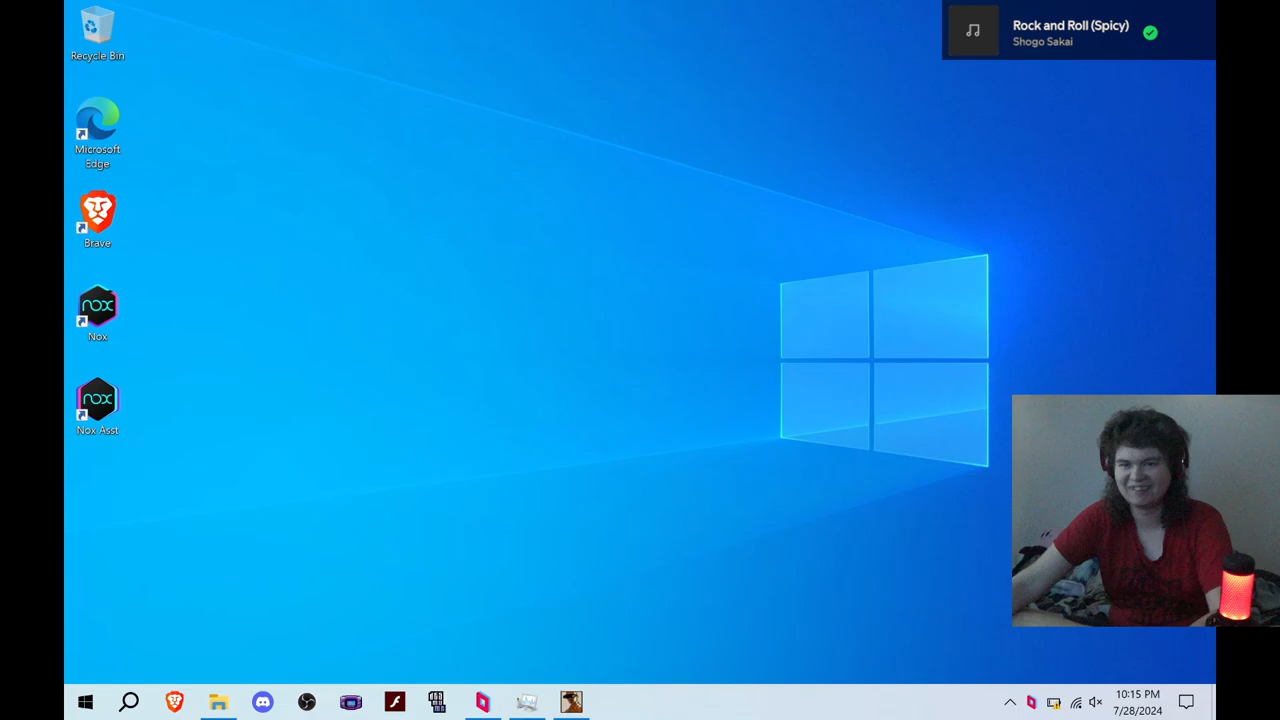 Recycle Bin
Microsoft
Edge
Brave
nox
Nox
nox
Nox Asst
Rock and Roll (Spicy)
Shogo Sakai
10:15 PM
7/28/2024